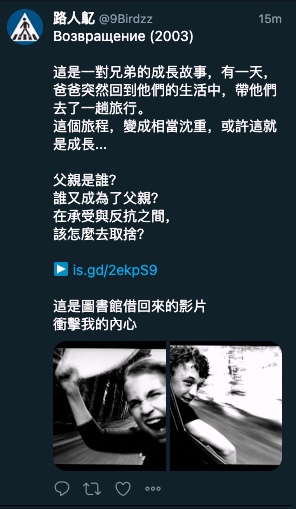 路人䰫 @9Birdzz 15m
Возвращение (2003)
這是一對兄弟的成長故事，有一天，
爸爸突然回到他們的生活中，帶他們
去了一趟旅行。
這個旅程，變成相當沈重，或許這就
是成長...
父親是誰?
誰又成為了父親?
在承受與反抗之間，
該怎麼去取捨?
is.gd/2ekpS9
這是圖書館借回來的影片
衝擊我的內心